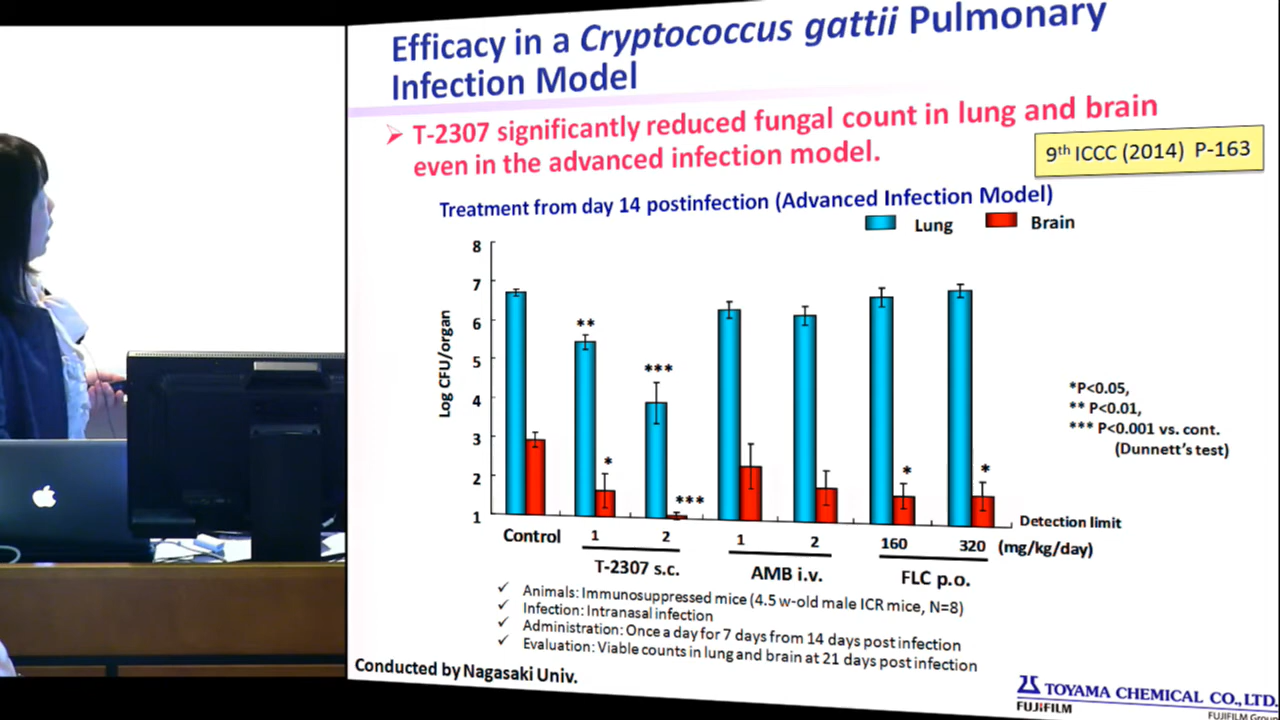 Efficacy in a Cryptococcus gattii Pulmonary
Infection Model
T-2307 significantly reduced fungal count in lung and brain
even in the advanced infection model.
9th ICCC (2014) P-163
Treatment from day 14 postinfection (Advanced Infection Model)
Lung
Brain
Log CFU/organ
8
7
6
5
4
3
2
1
**
***
*
***
*
*
*P<0.05,
** P<0.01,
*** P<0.001 vs. cont.
(Dunnett's test)
Detection limit
Control
1
2
1
2
160
320
(mg/kg/day)
T-2307 s.c.
AMB i.v.
FLC p.o.
✓ Animals: Immunosuppressed mice (4.5 w-old male ICR mice, N=8)
✓ Infection: Intranasal infection
✓ Administration: Once a day for 7 days from 14 days post infection
✓ Evaluation: Viable counts in lung and brain at 21 days post infection
Conducted by Nagasaki Univ.
TOYAMA CHEMICAL CO., LTD.
FUJIFILM
FUJIFILM Group